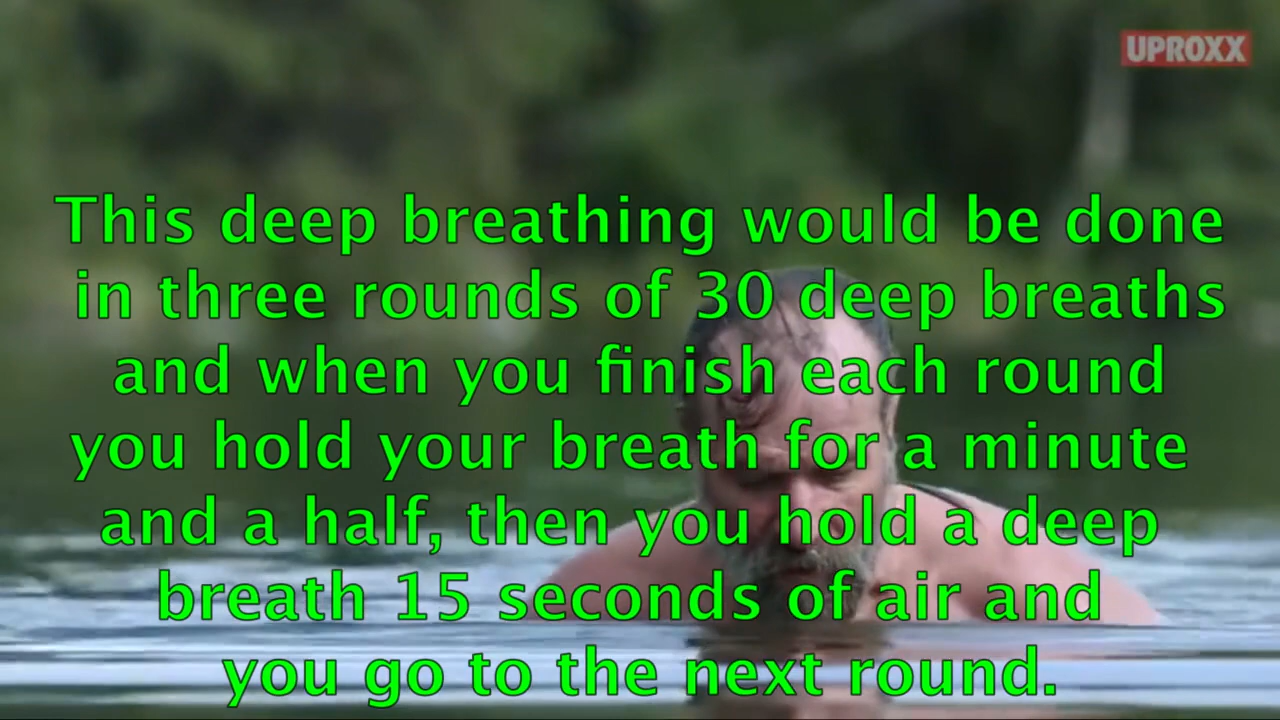 UPROXX
This deep breathing would be done
in three rounds of 30 deep breaths
and when you finish each round
you hold your breath for a minute
and a half, then you hold a deep
breath 15 seconds of air and
you go to the next round.